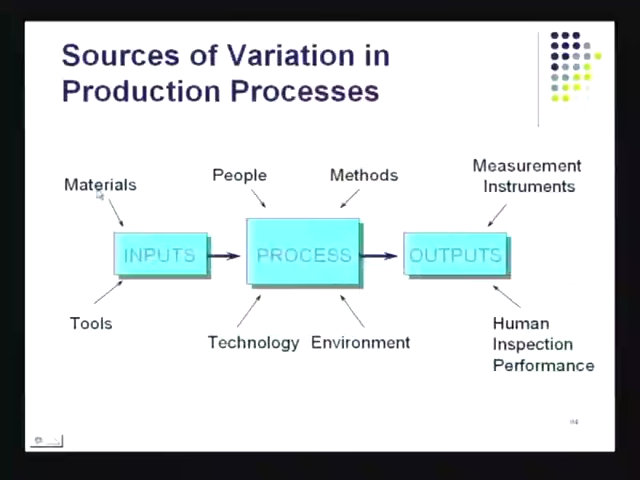 Sources of Variation in
Production Processes
Materials
People
Methods
Measurement
Instruments
INPUTS
PROCESS
OUTPUTS
Tools
Technology
Environment
Human
Inspection
Performance